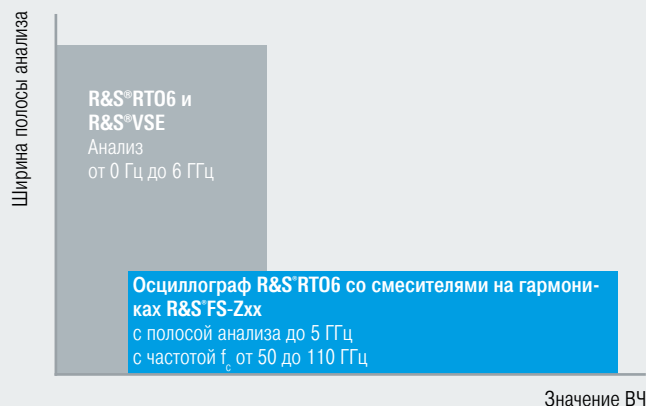 Ширина полосы анализа
R&S®RTO6 и
R&S®VSE
Анализ
от 0 Гц до 6 ГГц
Осциллограф R&S®RTO6 со смесителями на гармони-
ках R&S®FS-Zxx
с полосой анализа до 5 ГГц
с частотой fc от 50 до 110 ГГц
Значение ВЧ